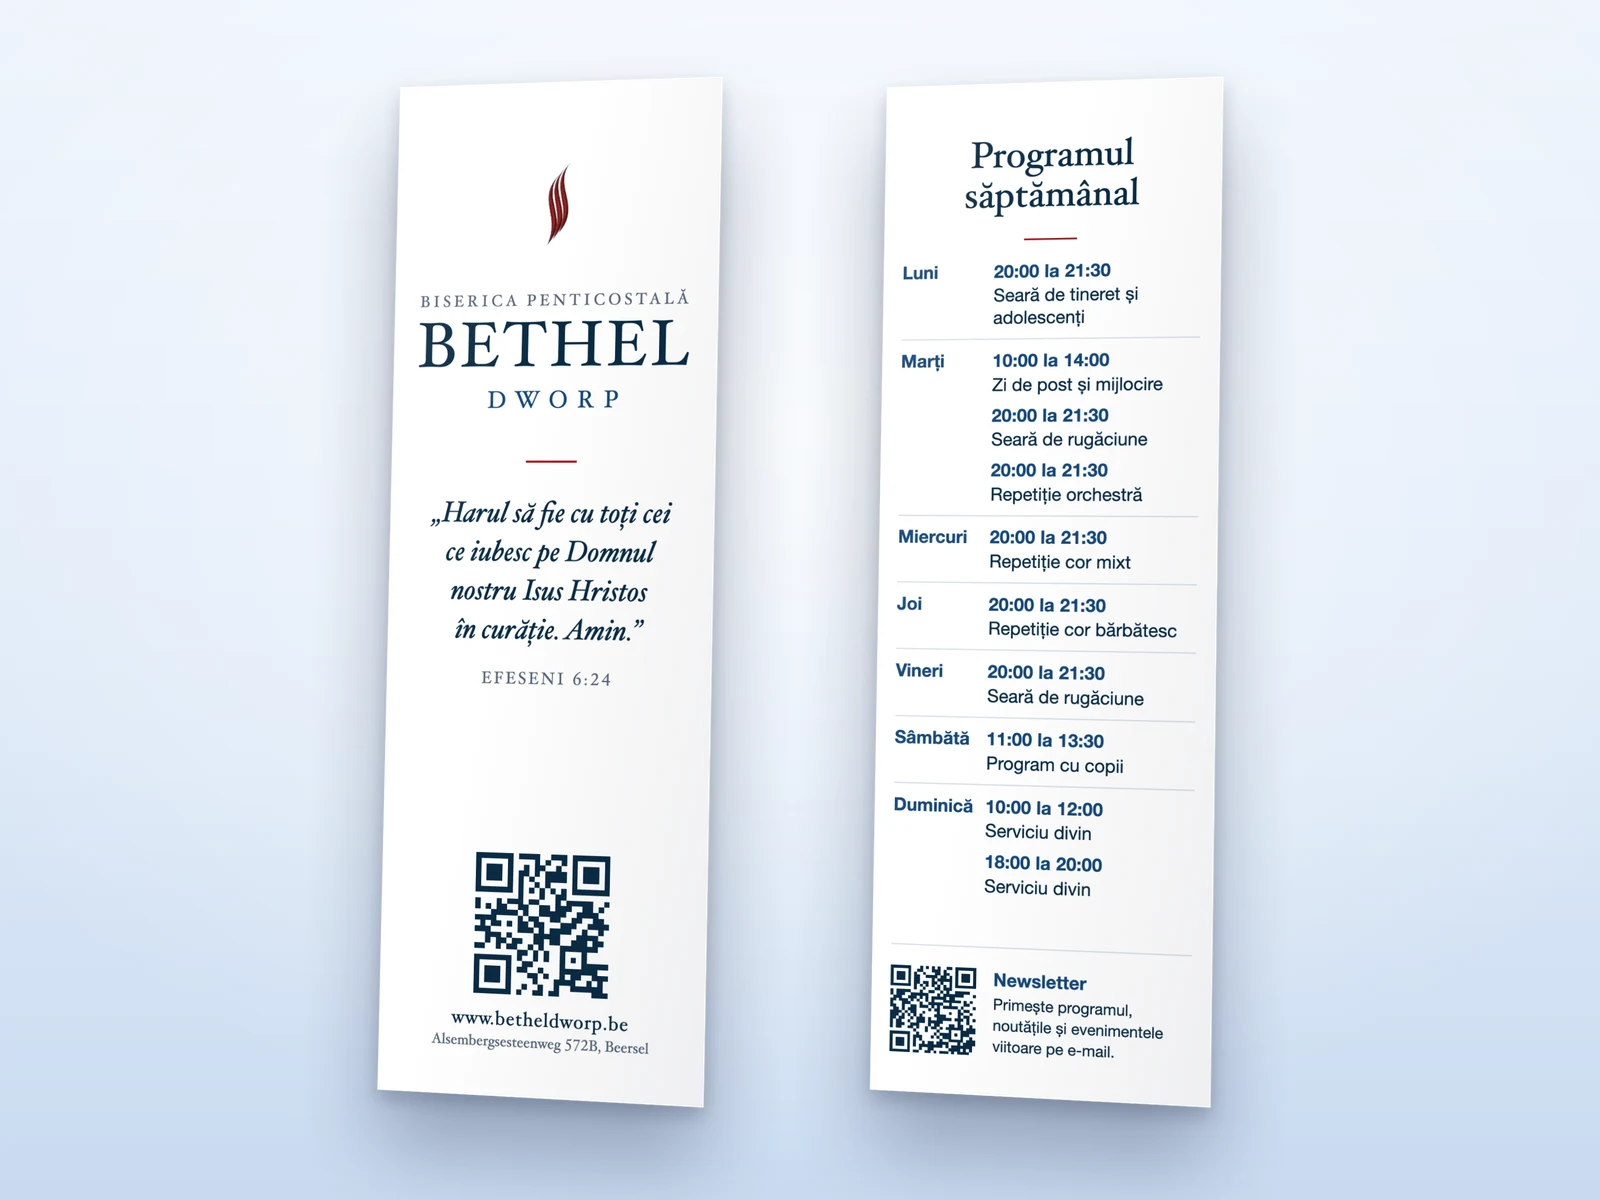 BISERICA PENTICOSTALĂ
BETHEL
DWORP
„Harul să fie cu toți cei
ce iubesc pe Domnul
nostru Isus Hristos
în curăție. Amin.”
EFESENI 6:24
www.betheldworp.be
Alsembergsesteenweg 572B, Beersel
Programul
săptămânal
Luni 20:00 la 21:30
Seară de tineret și
adolescenți
Marți 10:00 la 14:00
Zi de post și mijlocire
20:00 la 21:30
Seară de rugăciune
20:00 la 21:30
Repetiție orchestră
Miercuri 20:00 la 21:30
Repetiție cor mixt
Joi 20:00 la 21:30
Repetiție cor bărbătesc
Vineri 20:00 la 21:30
Seară de rugăciune
Sâmbătă 11:00 la 13:30
Program cu copii
Duminică 10:00 la 12:00
Serviciu divin
18:00 la 20:00
Serviciu divin
Newsletter
Primește programul,
noutățile și evenimentele
viitoare pe e-mail.